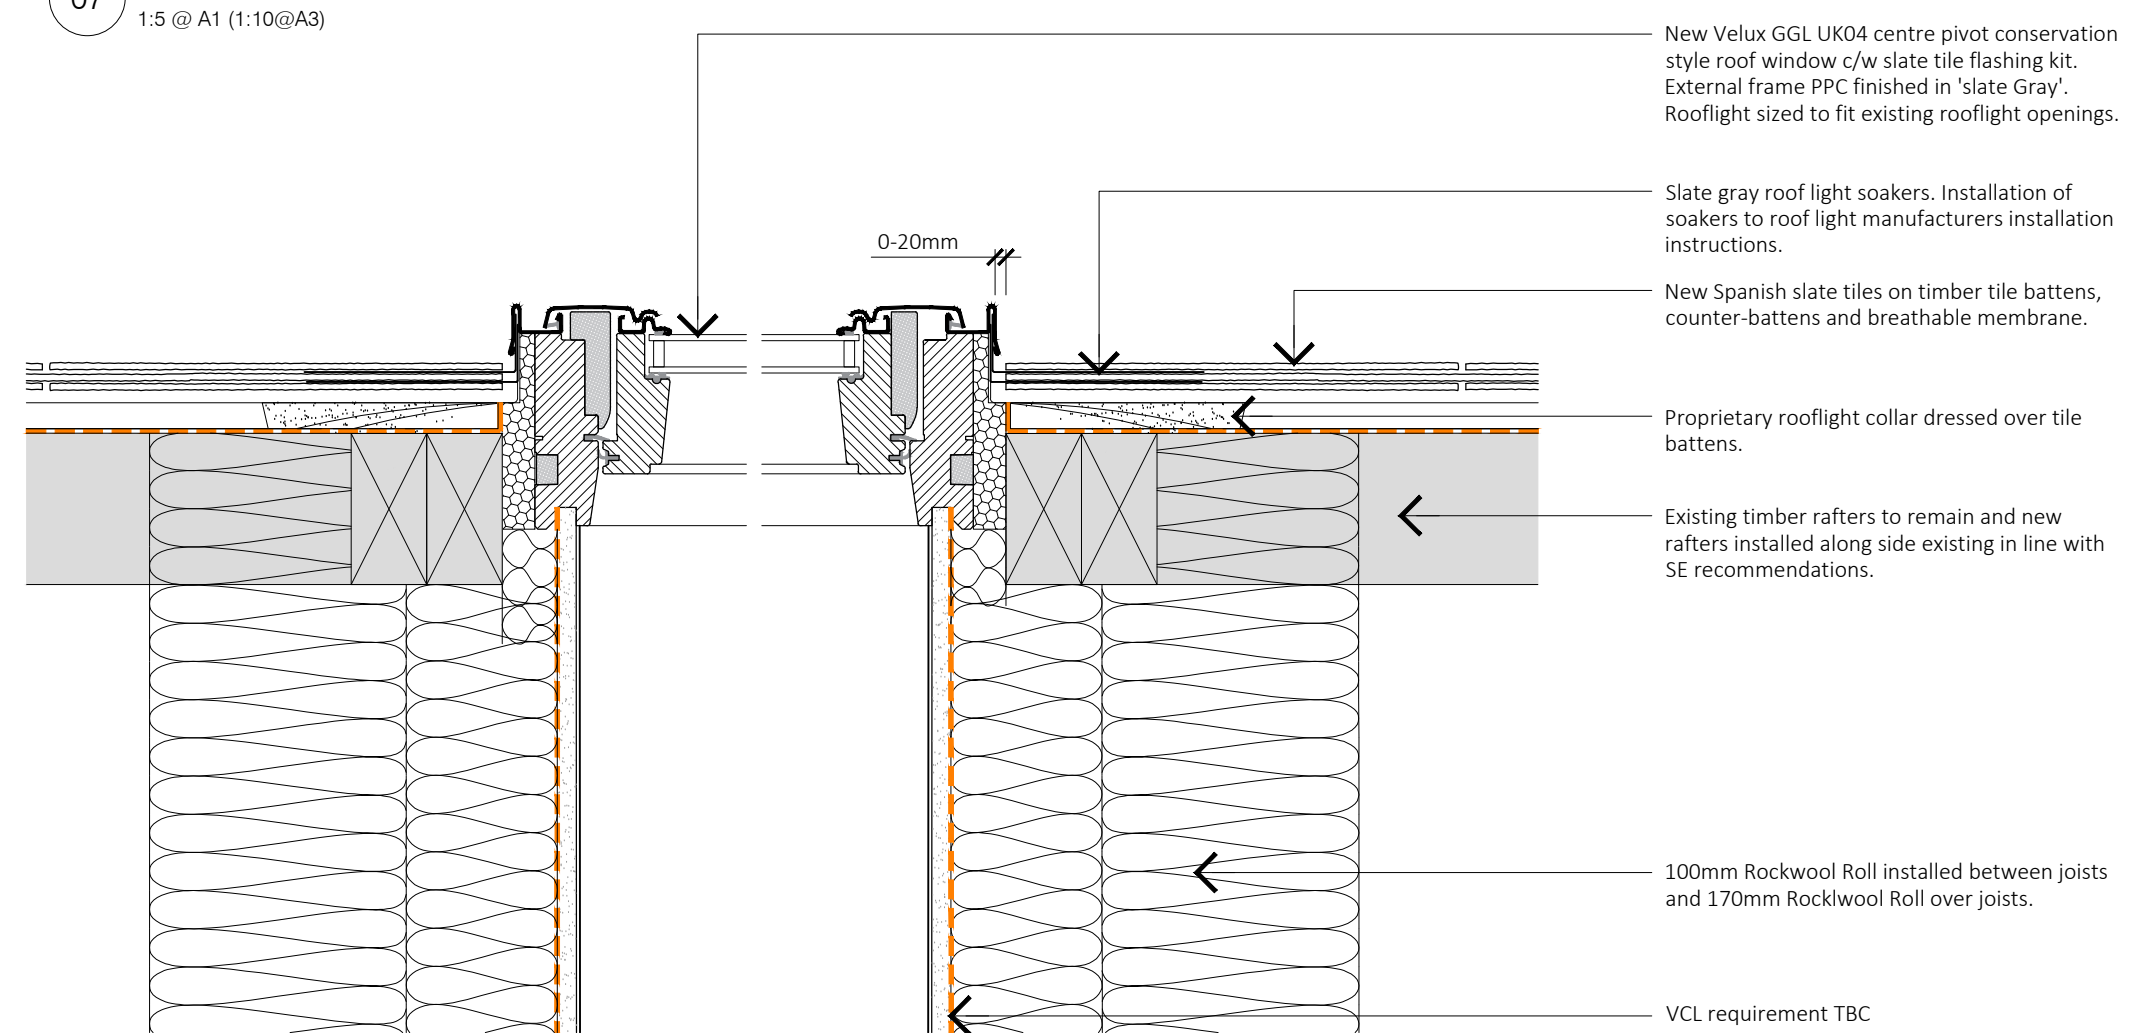 07
1:5 @ A1 (1:10@A3)
New Velux GGL UK04 centre pivot conservation
style roof window c/w slate tile flashing kit.
External frame PPC finished in 'slate Gray'.
Rooflight sized to fit existing rooflight openings.
Slate gray roof light soakers. Installation of
soakers to roof light manufacturers installation
instructions.
0-20mm
New Spanish slate tiles on timber tile battens,
counter-battens and breathable membrane.
Proprietary rooflight collar dressed over tile
battens.
Existing timber rafters to remain and new
rafters installed along side existing in line with
SE recommendations.
100mm Rockwool Roll installed between joists
and 170mm Rocklwool Roll over joists.
VCL requirement TBC